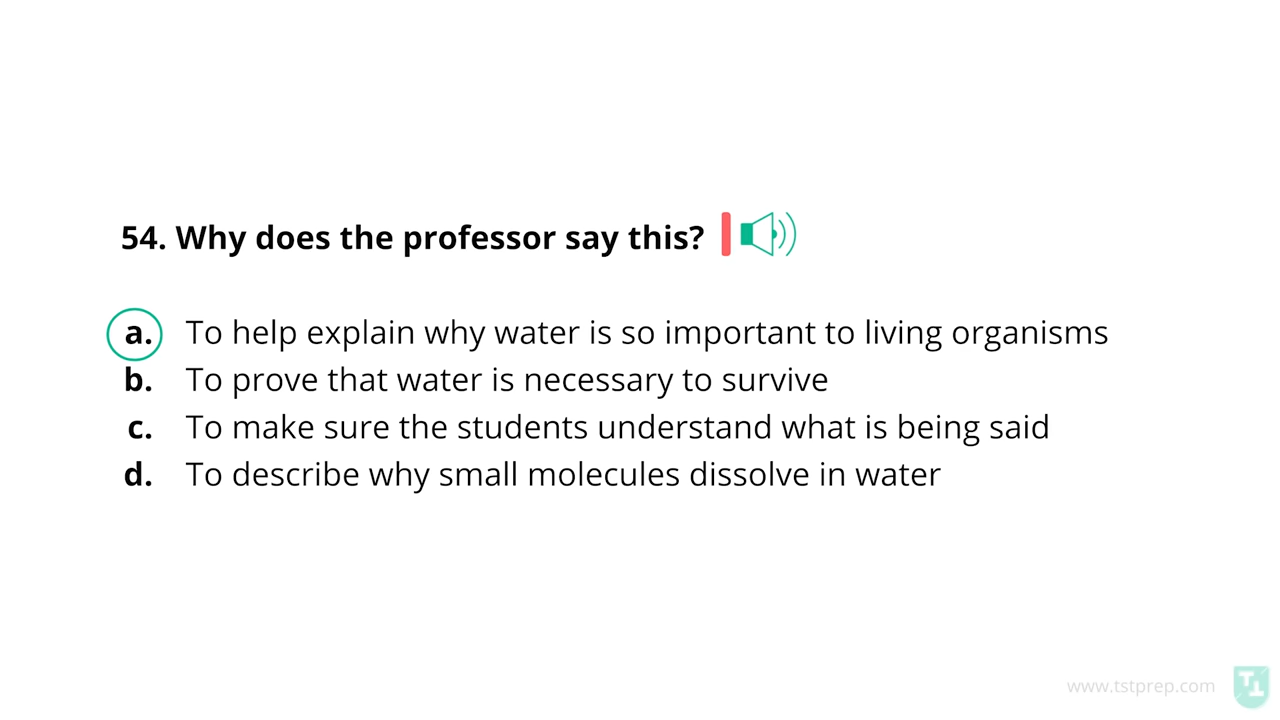 54. Why does the professor say this?
a. To help explain why water is so important to living organisms
b. To prove that water is necessary to survive
c. To make sure the students understand what is being said
d. To describe why small molecules dissolve in water
www.tstprep.com